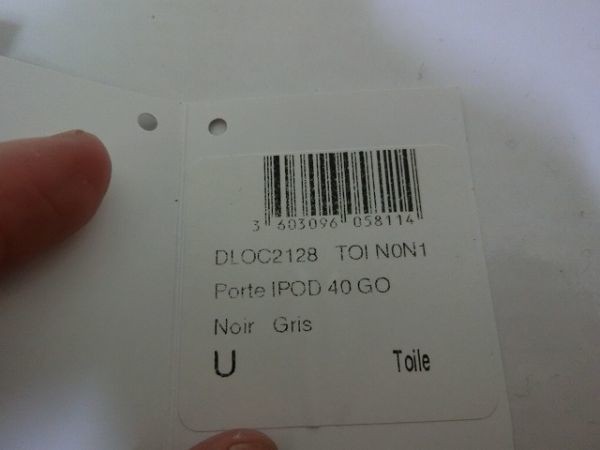 3 603096 058114
DLOC2128 TOI N0N1
Porte IPOD 40 GO
Noir Gris
U Toile